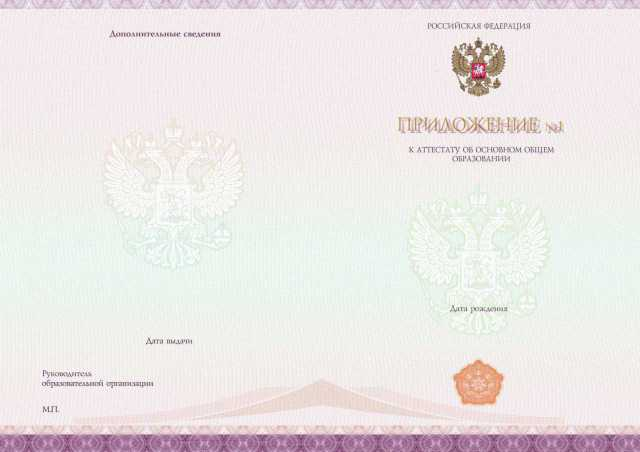 Дополнительные сведения
Дата выдачи
Руководитель
образовательной организации
М.П.
РОССИЙСКАЯ ФЕДЕРАЦИЯ
ПРИЛОЖЕНИЕ №1
К АТТЕСТАТУ ОБ ОСНОВНОМ ОБЩЕМ
ОБРАЗОВАНИИ
Дата рождения